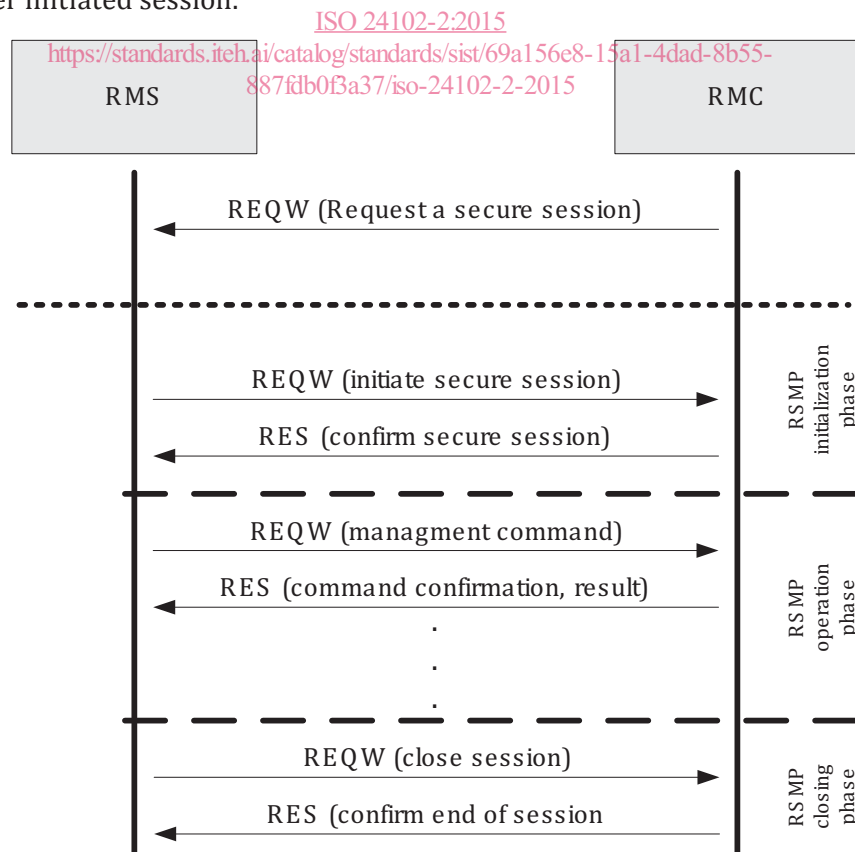 er initiated session.
ISO 24102-2:2015
https://standards.iteh.ai/catalog/standards/sist/69a156e8-15a1-4dad-8b55-
887fdb0f3a37/iso-24102-2-2015
RMS
RMC
REQW (Request a secure session)
REQW (initiate secure session)
RES (confirm secure session)
RSMP
initialization
phase
REQW (managment command)
RES (command confirmation, result)
.
.
.
RSMP
operation
phase
REQW (close session)
RES (confirm end of session
RSMP
closing
phase